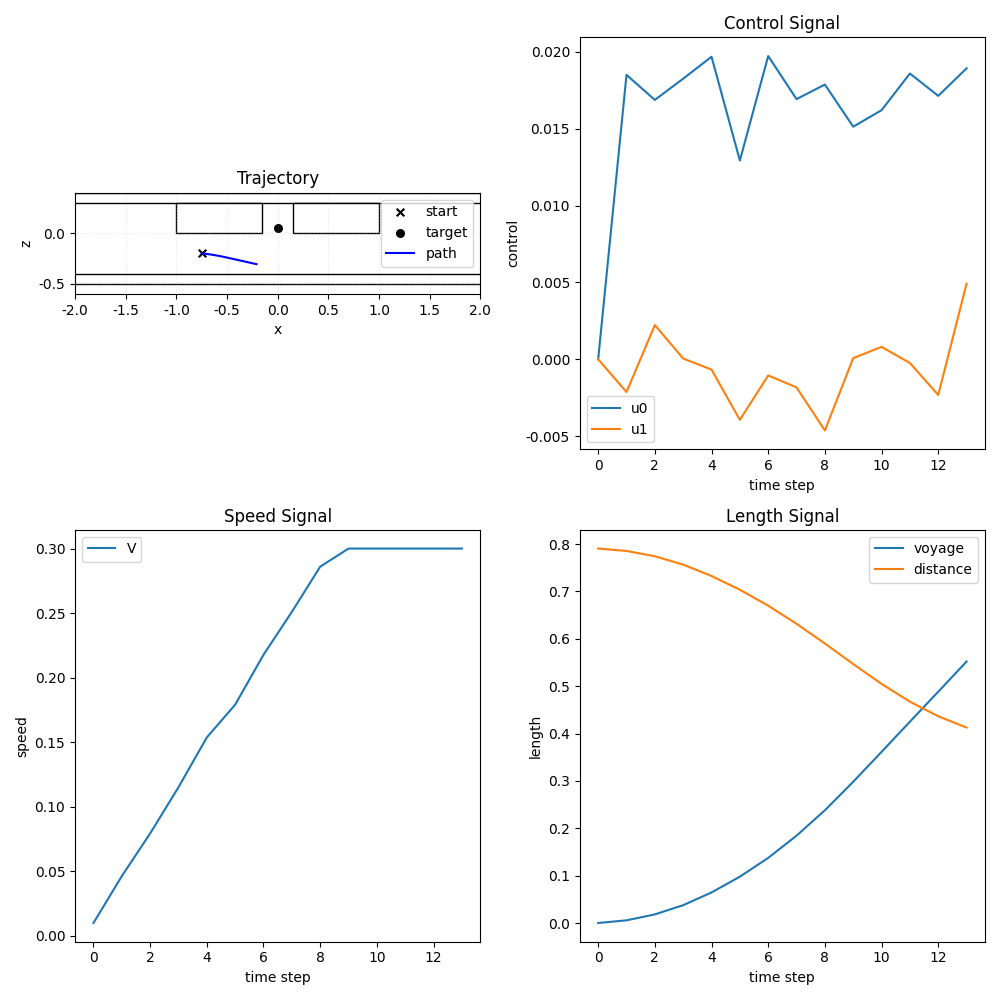 Trajectory
z
0.0
-0.5
start
target
path
-2.0 -1.5 -1.0 -0.5 0.0 0.5 1.0 1.5 2.0
x
Control Signal
control
0.020
0.015
0.010
0.005
0.000
-0.005
u0
u1
0 2 4 6 8 10 12
time step
Speed Signal
speed
0.30
0.25
0.20
0.15
0.10
0.05
0.00
V
0 2 4 6 8 10 12
time step
Length Signal
length
0.8
0.7
0.6
0.5
0.4
0.3
0.2
0.1
0.0
voyage
distance
0 2 4 6 8 10 12
time step